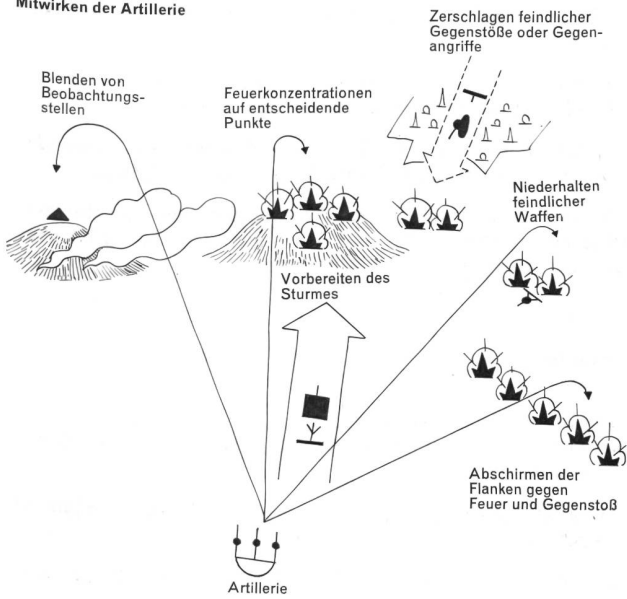 Mitwirken der Artillerie
Zerschlagen feindlicher
Gegenstöße oder Gegen-
angriffe
Blenden von
Beobachtungs-
stellen
Feuerkonzentrationen
auf entscheidende
Punkte
Niederhalten
feindlicher
Waffen
Vorbereiten des
Sturmes
Abschirmen der
Flanken gegen
Feuer und Gegenstoß
Artillerie